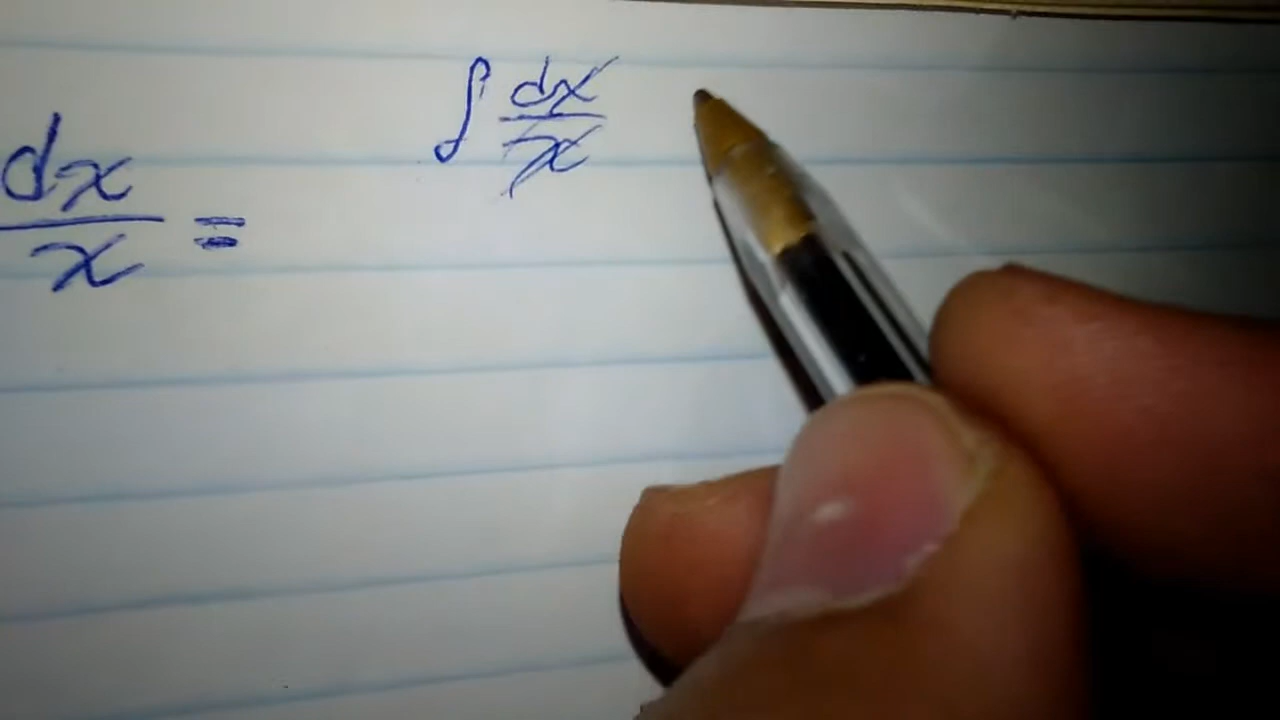 dx/x =
∫ dx/x